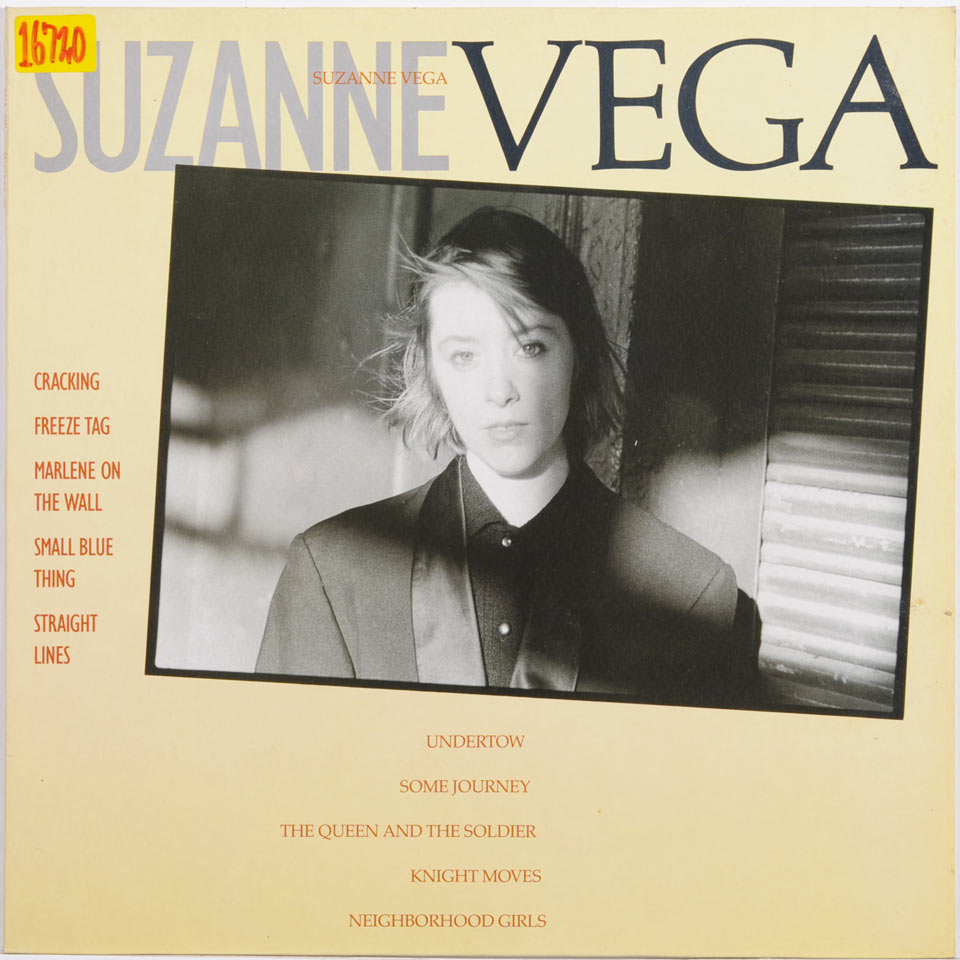 16720
SUZANNE VEGA
SUZANNE VEGA
CRACKING
FREEZE TAG
MARLENE ON
THE WALL
SMALL BLUE
THING
STRAIGHT
LINES
UNDERTOW
SOME JOURNEY
THE QUEEN AND THE SOLDIER
KNIGHT MOVES
NEIGHBORHOOD GIRLS